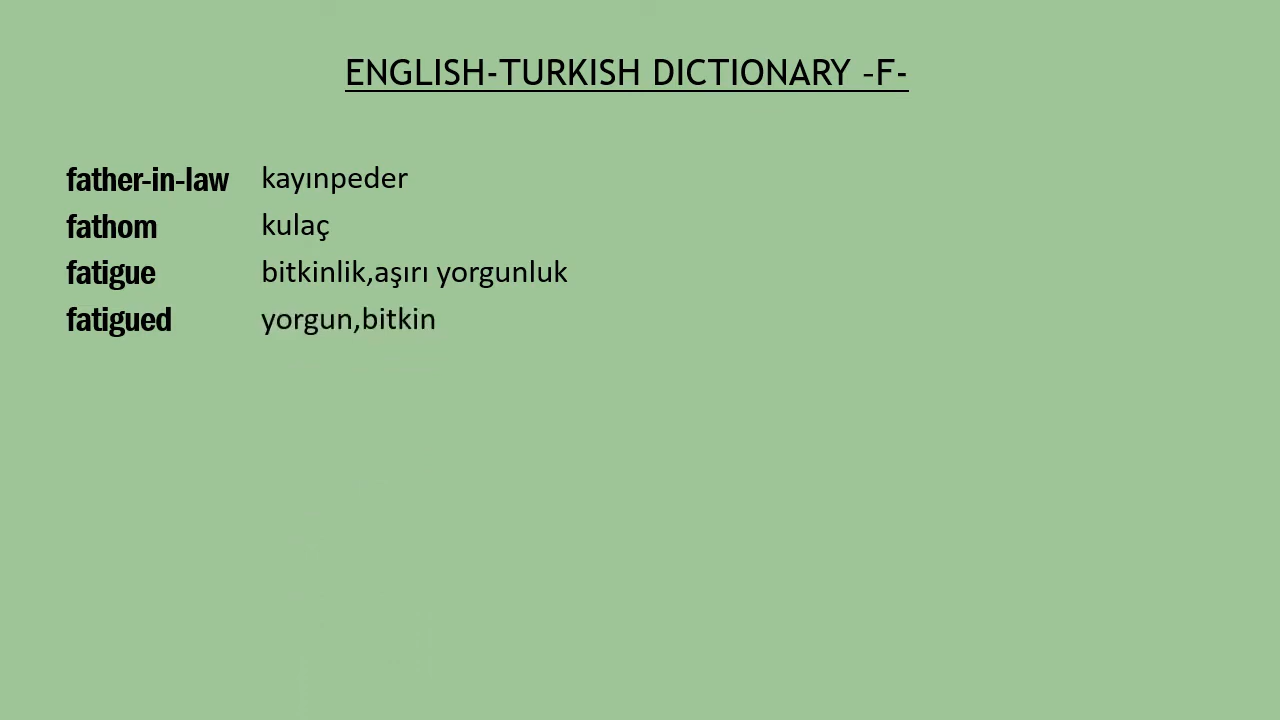 ENGLISH-TURKISH DICTIONARY –F-
father-in-law kayınpeder
fathom kulaç
fatigue bitkinlik,aşırı yorgunluk
fatigued yorgun,bitkin